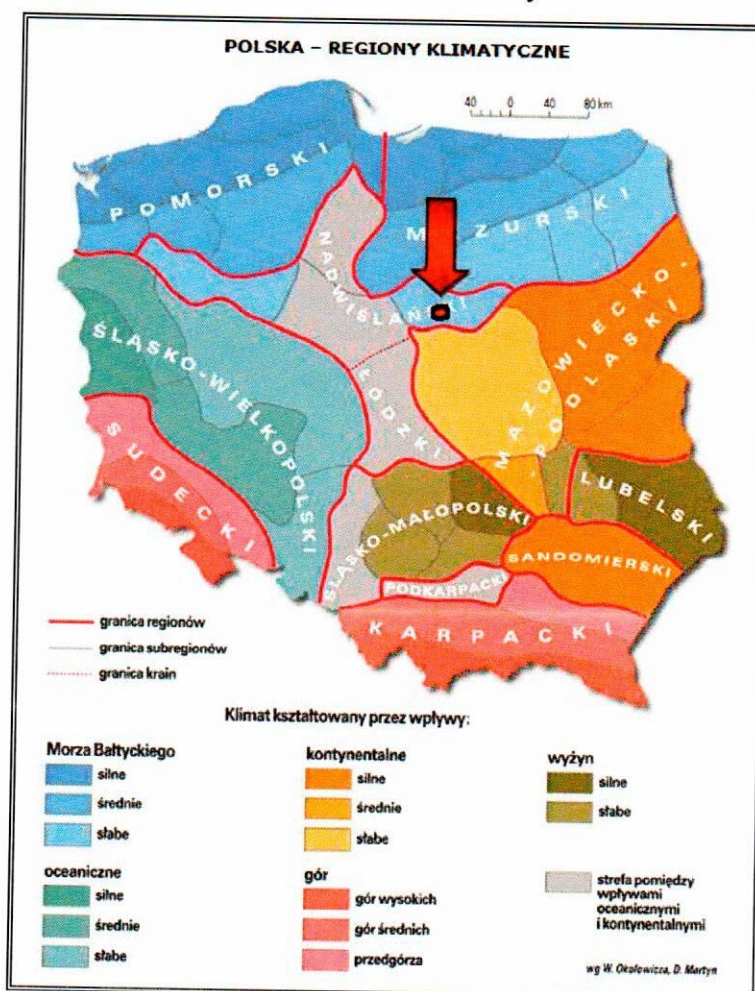 POLSKA – REGIONY KLIMATYCZNE
40 0 40 80 km
POMORSKI
MAZURSKI
NADWIŚLAŃSKI
MAZOWIECKO-
-PODLASKI
ŚLĄSKO-WIELKOPOLSKI
ŁÓDZKI
SUDECKI
LUBELSKI
ŚLĄSKO-MAŁOPOLSKI
SANDOMIERSKI
PODKARPACKI
KARPACKI
granica regionów
granica subregionów
granica krain
Klimat kształtowany przez wpływy:
Morza Bałtyckiego
silne
średnie
słabe
kontynentalne
silne
średnie
słabe
wyżyn
silne
słabe
oceaniczne
silne
średnie
słabe
gór
gór wysokich
gór średnich
przedgórza
strefa pomiędzy
wpływami
oceanicznymi
i kontynentalnymi
wg W. Okołowicza, D. Martyn